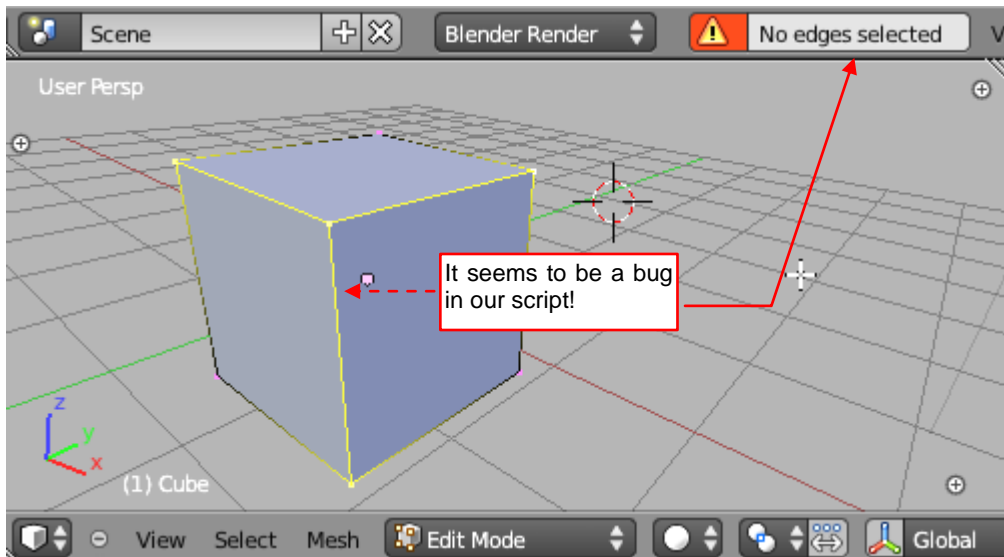 Scene
Blender Render
No edges selected
V
User Persp
It seems to be a bug
in our script!
z
y
x
(1) Cube
View Select Mesh Edit Mode Global